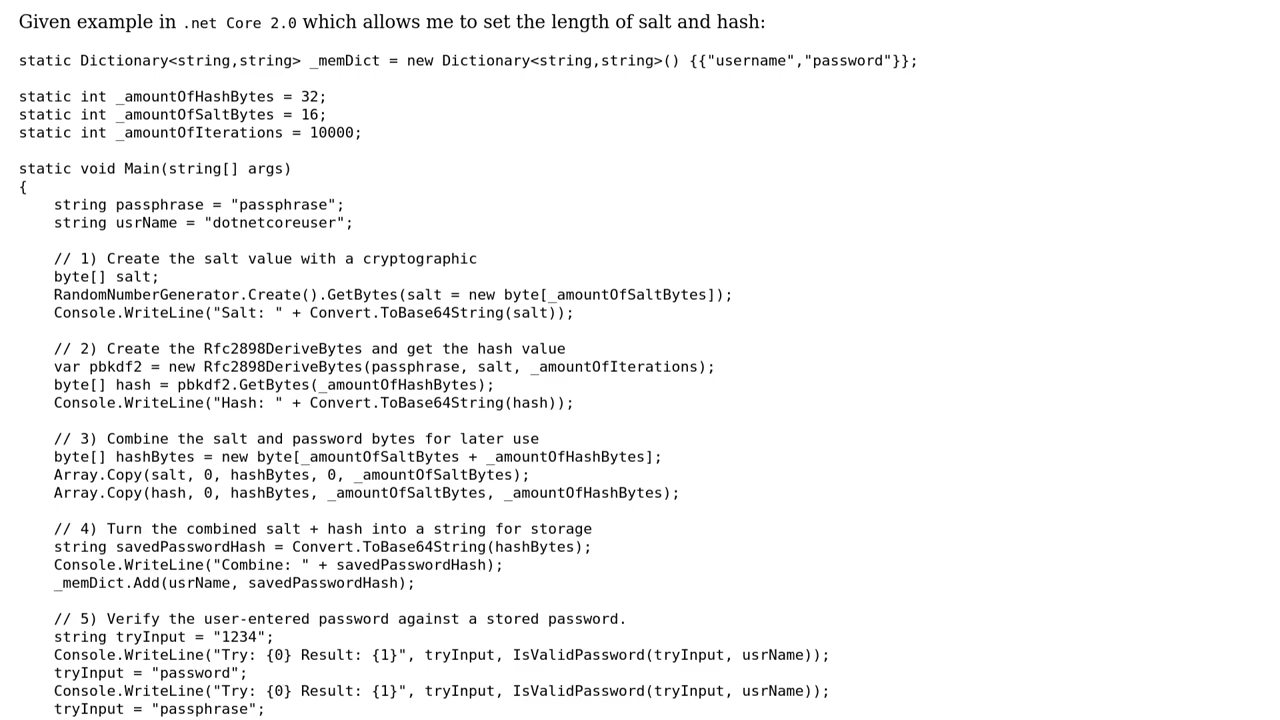 Given example in .net Core 2.0 which allows me to set the length of salt and hash:
static Dictionary<string,string> _memDict = new Dictionary<string,string>() {{"username","password"}};
static int _amountOfHashBytes = 32;
static int _amountOfSaltBytes = 16;
static int _amountOfIterations = 10000;
static void Main(string[] args)
{
    string passphrase = "passphrase";
    string usrName = "dotnetcoreuser";
    // 1) Create the salt value with a cryptographic
    byte[] salt;
    RandomNumberGenerator.Create().GetBytes(salt = new byte[_amountOfSaltBytes]);
    Console.WriteLine("Salt: " + Convert.ToBase64String(salt));
    // 2) Create the Rfc2898DeriveBytes and get the hash value
    var pbkdf2 = new Rfc2898DeriveBytes(passphrase, salt, _amountOfIterations);
    byte[] hash = pbkdf2.GetBytes(_amountOfHashBytes);
    Console.WriteLine("Hash: " + Convert.ToBase64String(hash));
    // 3) Combine the salt and password bytes for later use
    byte[] hashBytes = new byte[_amountOfSaltBytes + _amountOfHashBytes];
    Array.Copy(salt, 0, hashBytes, 0, _amountOfSaltBytes);
    Array.Copy(hash, 0, hashBytes, _amountOfSaltBytes, _amountOfHashBytes);
    // 4) Turn the combined salt + hash into a string for storage
    string savedPasswordHash = Convert.ToBase64String(hashBytes);
    Console.WriteLine("Combine: " + savedPasswordHash);
    _memDict.Add(usrName, savedPasswordHash);
    // 5) Verify the user-entered password against a stored password.
    string tryInput = "1234";
    Console.WriteLine("Try: {0} Result: {1}", tryInput, IsValidPassword(tryInput, usrName));
    tryInput = "password";
    Console.WriteLine("Try: {0} Result: {1}", tryInput, IsValidPassword(tryInput, usrName));
    tryInput = "passphrase";